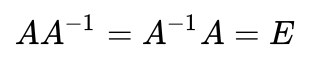 AA⁻¹ = A⁻¹A = E